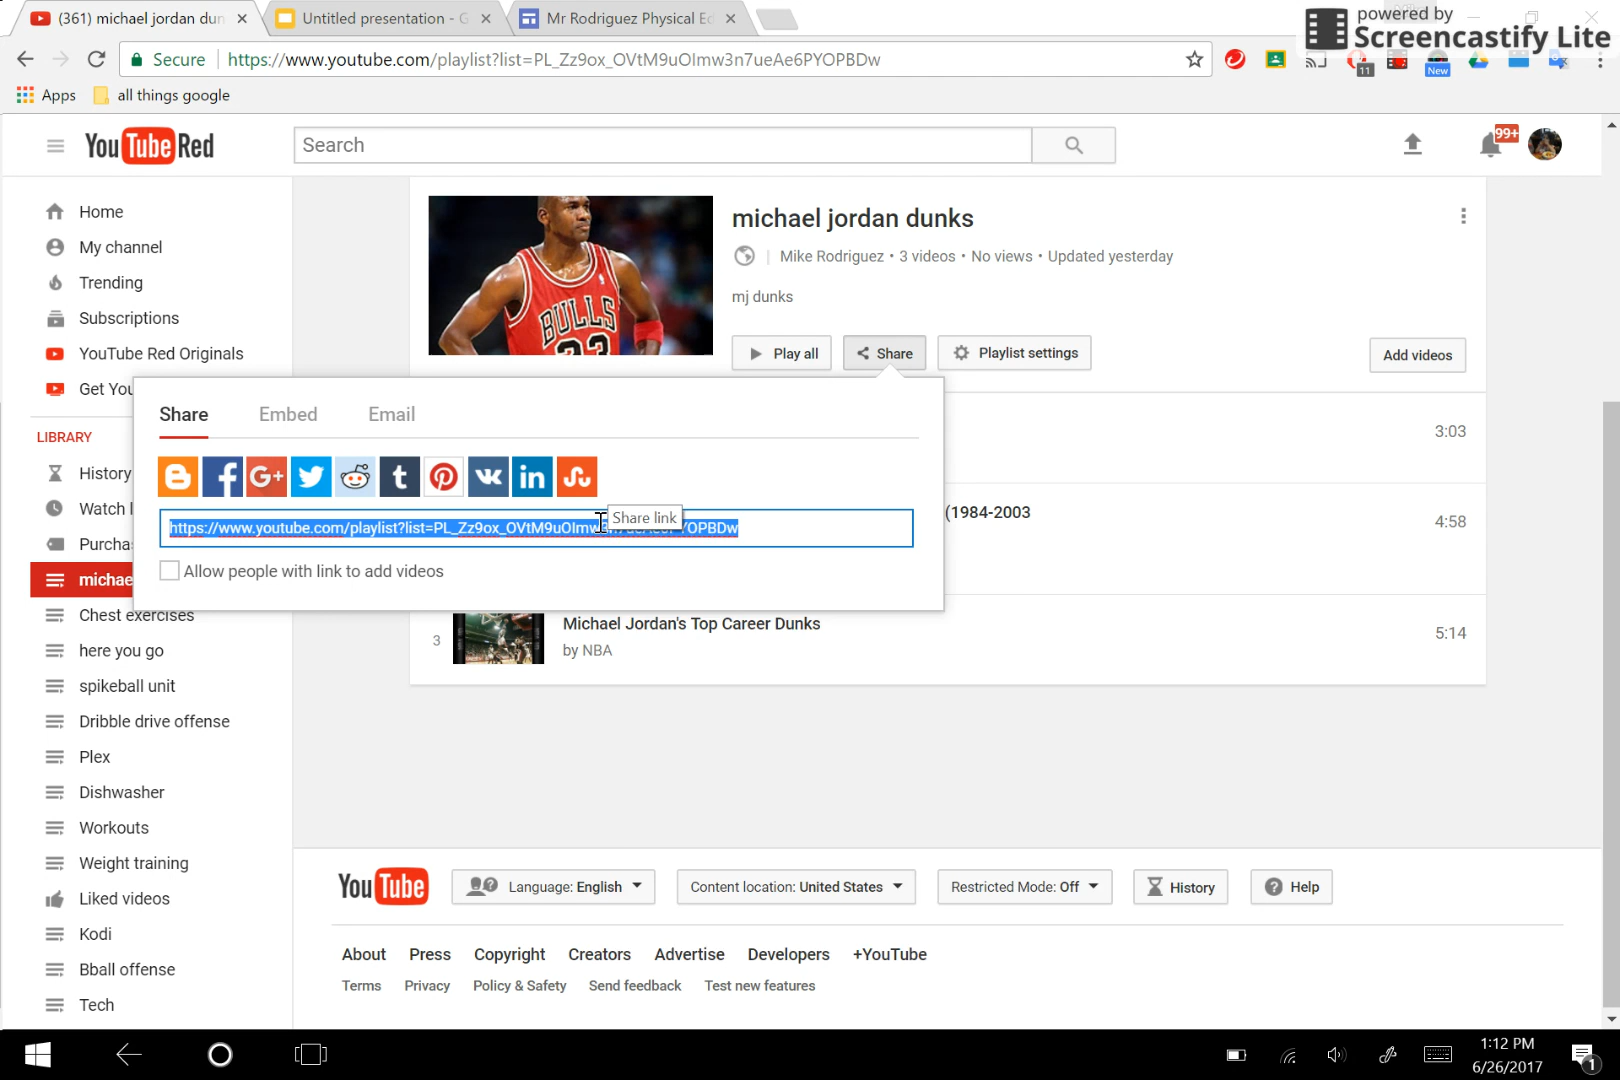 (361) michael jordan dun
Untitled presentation - G
Mr Rodriguez Physical Ed
powered by
Screencastify Lite
Secure
https://www.youtube.com/playlist?list=PL_Zz9ox_OVtM9uOImw3n7ueAe6PYOPBDw
11
New
Apps
all things google
YouTube Red
Search
99+
Home
My channel
Trending
Subscriptions
YouTube Red Originals
Get You
LIBRARY
History
Watch l
Purcha
michae
Chest exercises
here you go
spikeball unit
Dribble drive offense
Plex
Dishwasher
Workouts
Weight training
Liked videos
Kodi
Bball offense
Tech
BULLS
michael jordan dunks
Mike Rodriguez • 3 videos • No views • Updated yesterday
mj dunks
Play all
Share
Playlist settings
Add videos
Share
Embed
Email
G+
t
in
https://www.youtube.com/playlist?list=PL_Zz9ox_OVtM9uOImw
YOPBDw
Share link
Allow people with link to add videos
3:03
(1984-2003
4:58
3
Michael Jordan's Top Career Dunks
by NBA
5:14
YouTube
Language: English
Content location: United States
Restricted Mode: Off
History
Help
About
Press
Copyright
Creators
Advertise
Developers
+YouTube
Terms
Privacy
Policy & Safety
Send feedback
Test new features
1:12 PM
6/26/2017
1